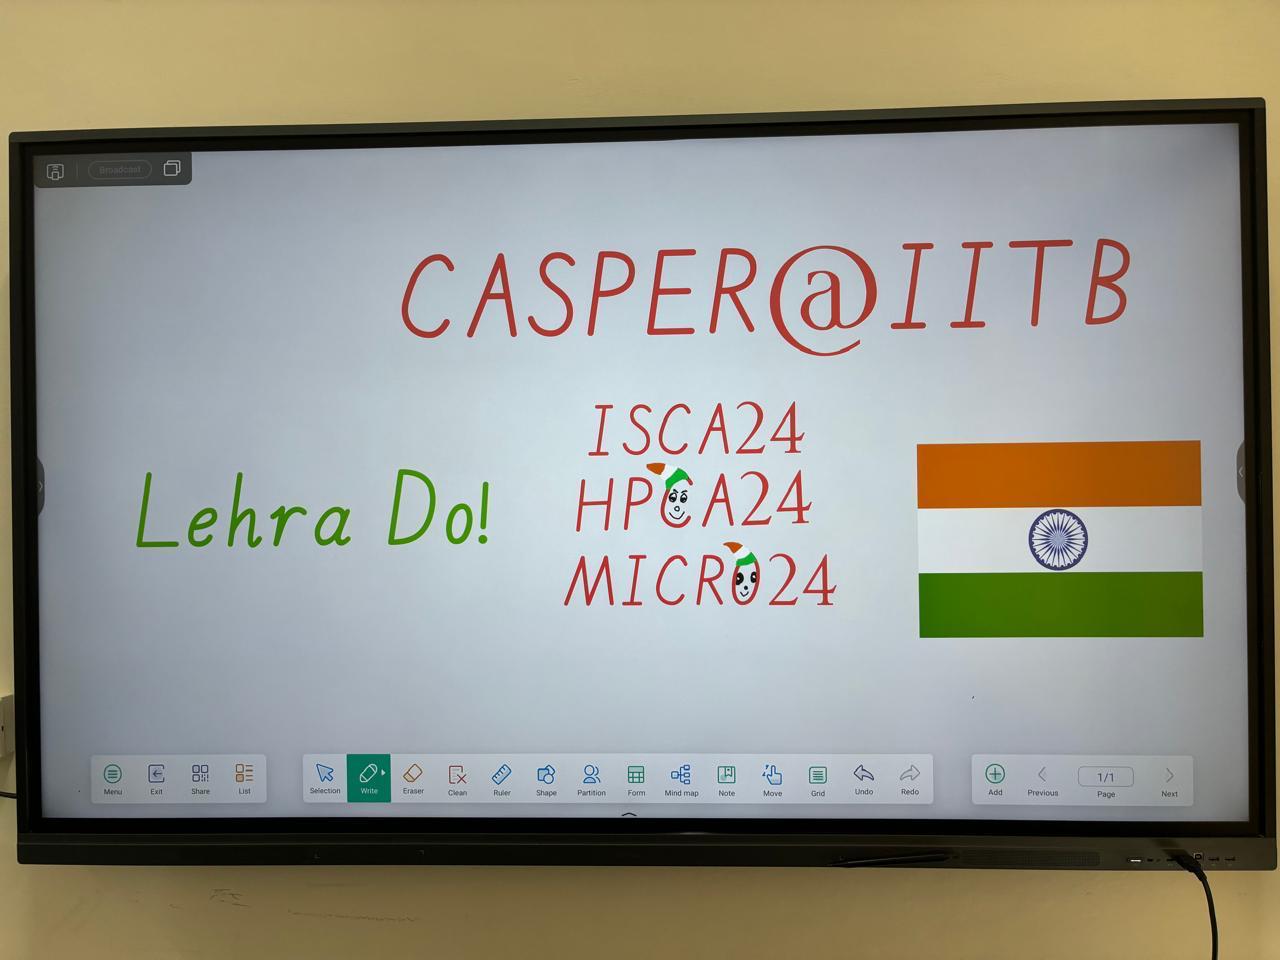 Broadcast
CASPER@IITB
ISCA24
HPCA24
MICRO24
Lehra Do!
Menu
Exit
Share
List
Selection
Write
Eraser
Clean
Ruler
Shape
Partition
Form
Mind map
Note
Move
Grid
Undo
Redo
Add
Previous
1/1
Page
Next